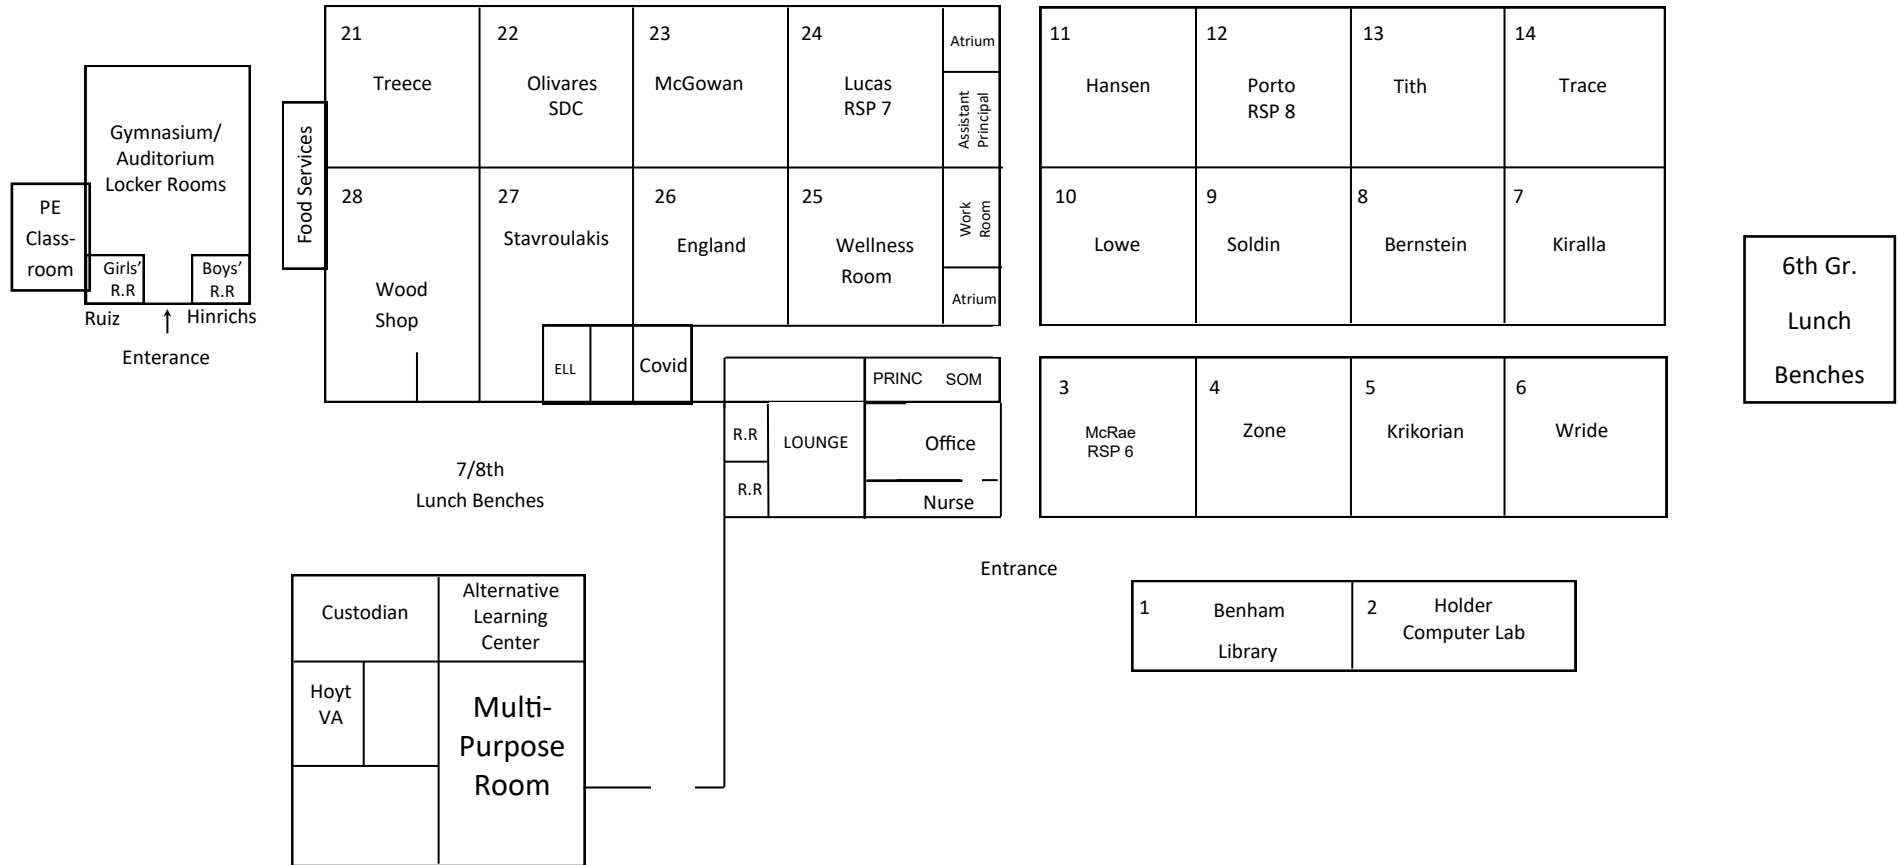 21
Treece
22
Olivares
SDC
23
McGowan
24
Lucas
RSP 7
Atrium
Assistant
Principal
11
Hansen
12
Porto
RSP 8
13
Tith
14
Trace
Gymnasium/
Auditorium
Locker Rooms
PE
Class-
room
Girls'
R.R
Boys'
R.R
Ruiz
Hinrichs
Enterance
Food Services
28
Wood
Shop
27
Stavroulakis
26
England
25
Wellness
Room
Work
Room
Atrium
10
Lowe
9
Soldin
8
Bernstein
7
Kiralla
6th Gr.
Lunch
Benches
ELL
Covid
PRINC
SOM
R.R
R.R
LOUNGE
Office
Nurse
3
McRae
RSP 6
4
Zone
5
Krikorian
6
Wride
7/8th
Lunch Benches
Entrance
1
Benham
Library
2
Holder
Computer Lab
Custodian
Alternative
Learning
Center
Hoyt
VA
Multi-
Purpose
Room